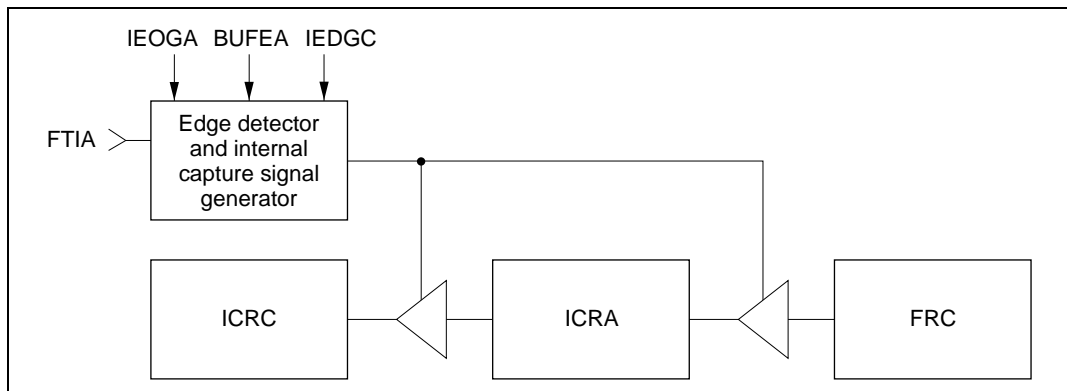 IEOGA BUFEA IEDGC
FTIA
Edge detector
and internal
capture signal
generator
ICRC
ICRA
FRC